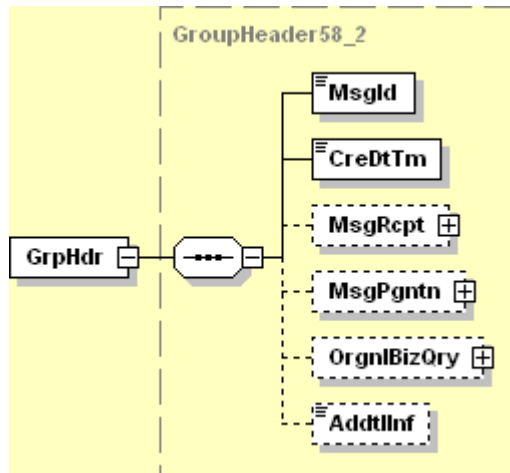 GroupHeader58_2
MsgId
CreDtTm
MsgRcpt
GrpHdr
MsgPgntn
OrgnlBizQry
AddtlInf